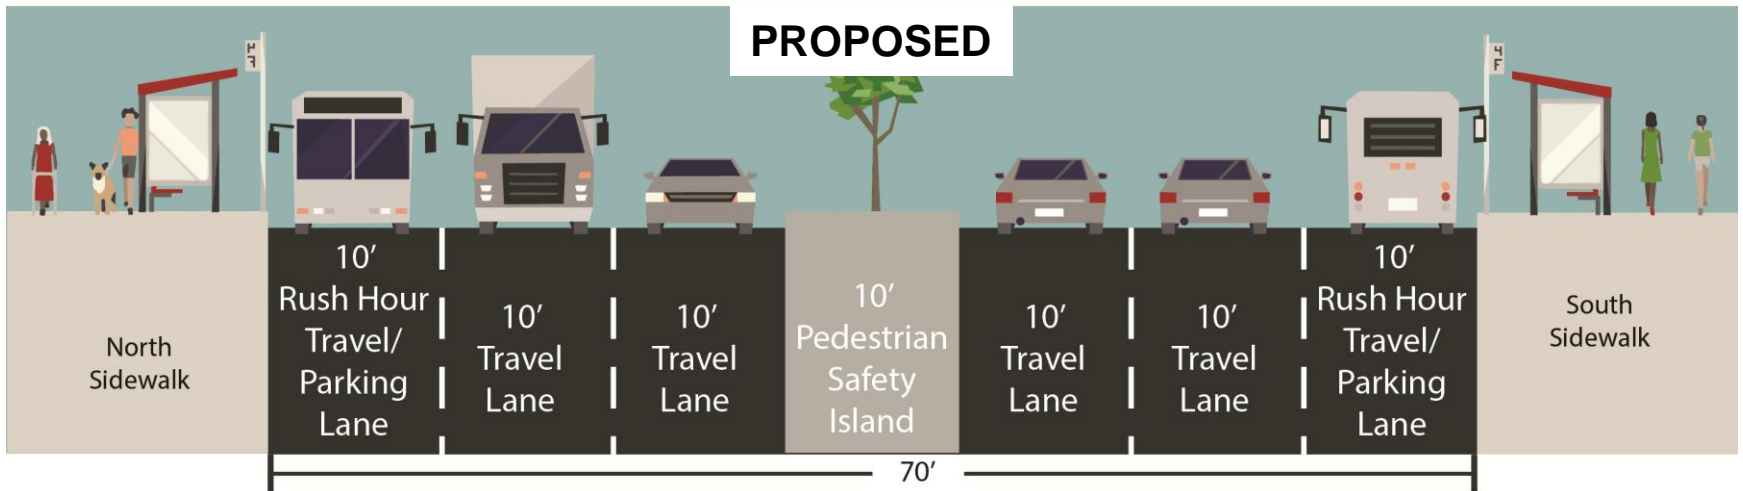 PROPOSED
North
Sidewalk
10’
Rush Hour
Travel/
Parking
Lane
10’
Travel
Lane
10’
Travel
Lane
10’
Pedestrian
Safety
Island
10’
Travel
Lane
10’
Travel
Lane
10’
Rush Hour
Travel/
Parking
Lane
South
Sidewalk
70’